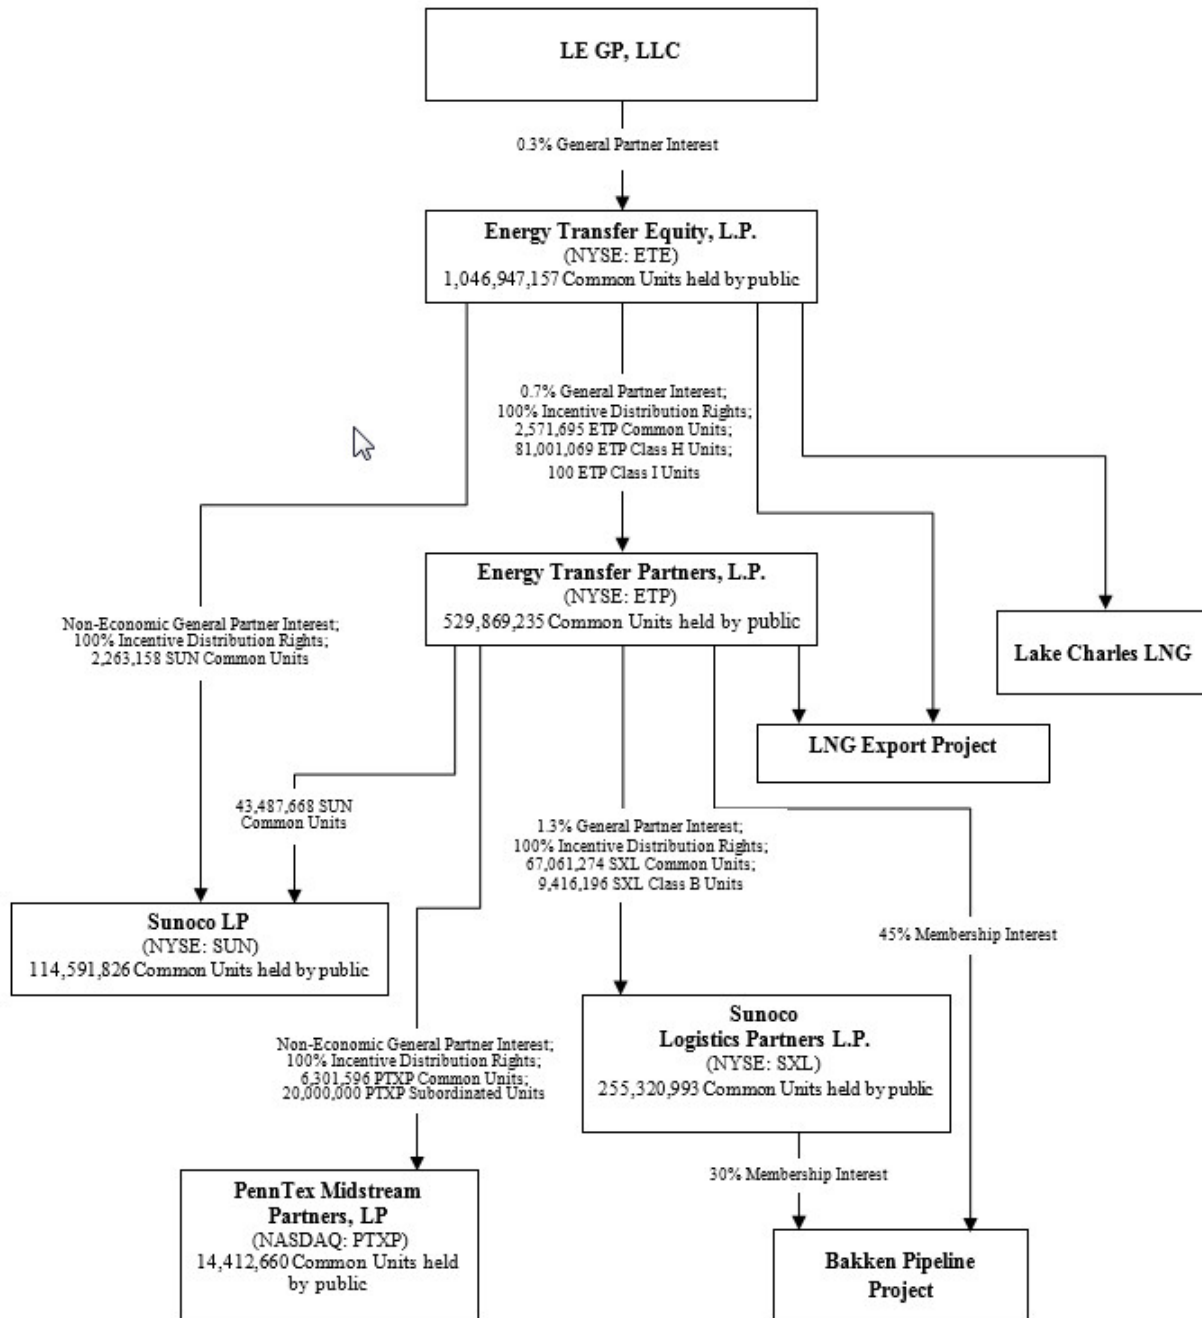 LE GP, LLC
0.3% General Partner Interest
Energy Transfer Equity, L.P.
(NYSE: ETE)
1,046,947,157 Common Units held by public
0.7% General Partner Interest;
100% Incentive Distribution Rights;
2,571,695 ETP Common Units;
81,001,069 ETP Class H Units;
100 ETP Class I Units
Energy Transfer Partners, L.P.
(NYSE: ETP)
529,869,235 Common Units held by public
Non-Economic General Partner Interest;
100% Incentive Distribution Rights;
2,263,158 SUN Common Units
Lake Charles LNG
LNG Export Project
43,487,668 SUN
Common Units
1.3% General Partner Interest;
100% Incentive Distribution Rights;
67,061,274 SXL Common Units;
9,416,196 SXL Class B Units
Sunoco LP
(NYSE: SUN)
114,591,826 Common Units held by public
45% Membership Interest
Sunoco
Logistics Partners L.P.
(NYSE: SXL)
255,320,993 Common Units held by public
Non-Economic General Partner Interest;
100% Incentive Distribution Rights;
6,301,596 PTXP Common Units;
20,000,000 PTXP Subordinated Units
30% Membership Interest
PennTex Midstream
Partners, LP
(NASDAQ: PTXP)
14,412,660 Common Units held
by public
Bakken Pipeline
Project